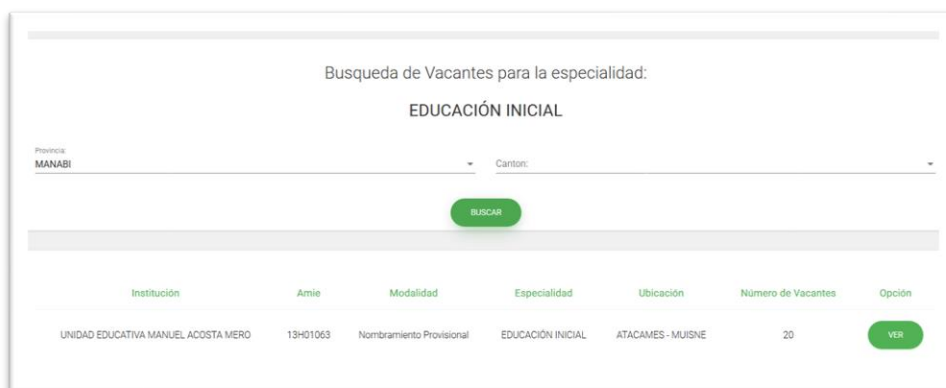 Busqueda de Vacantes para la especialidad:
EDUCACIÓN INICIAL
Provincia:
MANABI
Canton:
BUSCAR
Institución Amie Modalidad Especialidad Ubicación Número de Vacantes Opción
UNIDAD EDUCATIVA MANUEL ACOSTA MERO 13H01063 Nombramiento Provisional EDUCACIÓN INICIAL ATACAMES - MUISNE 20 VER